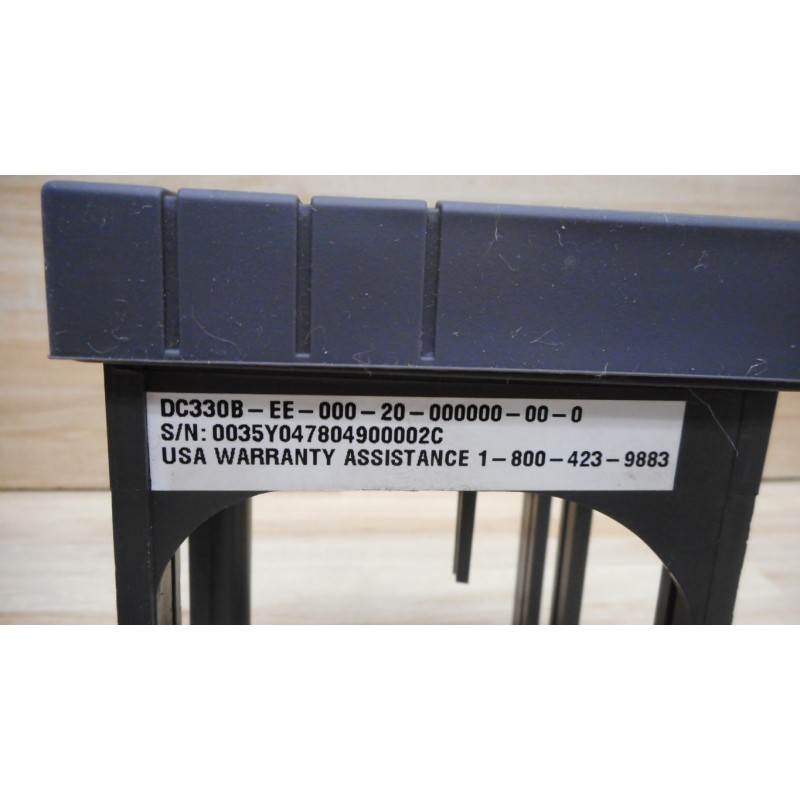 DC330B-EE-000-20-000000-00-0
S/N: 0035Y047804900002C
USA WARRANTY ASSISTANCE 1-800-423-9883